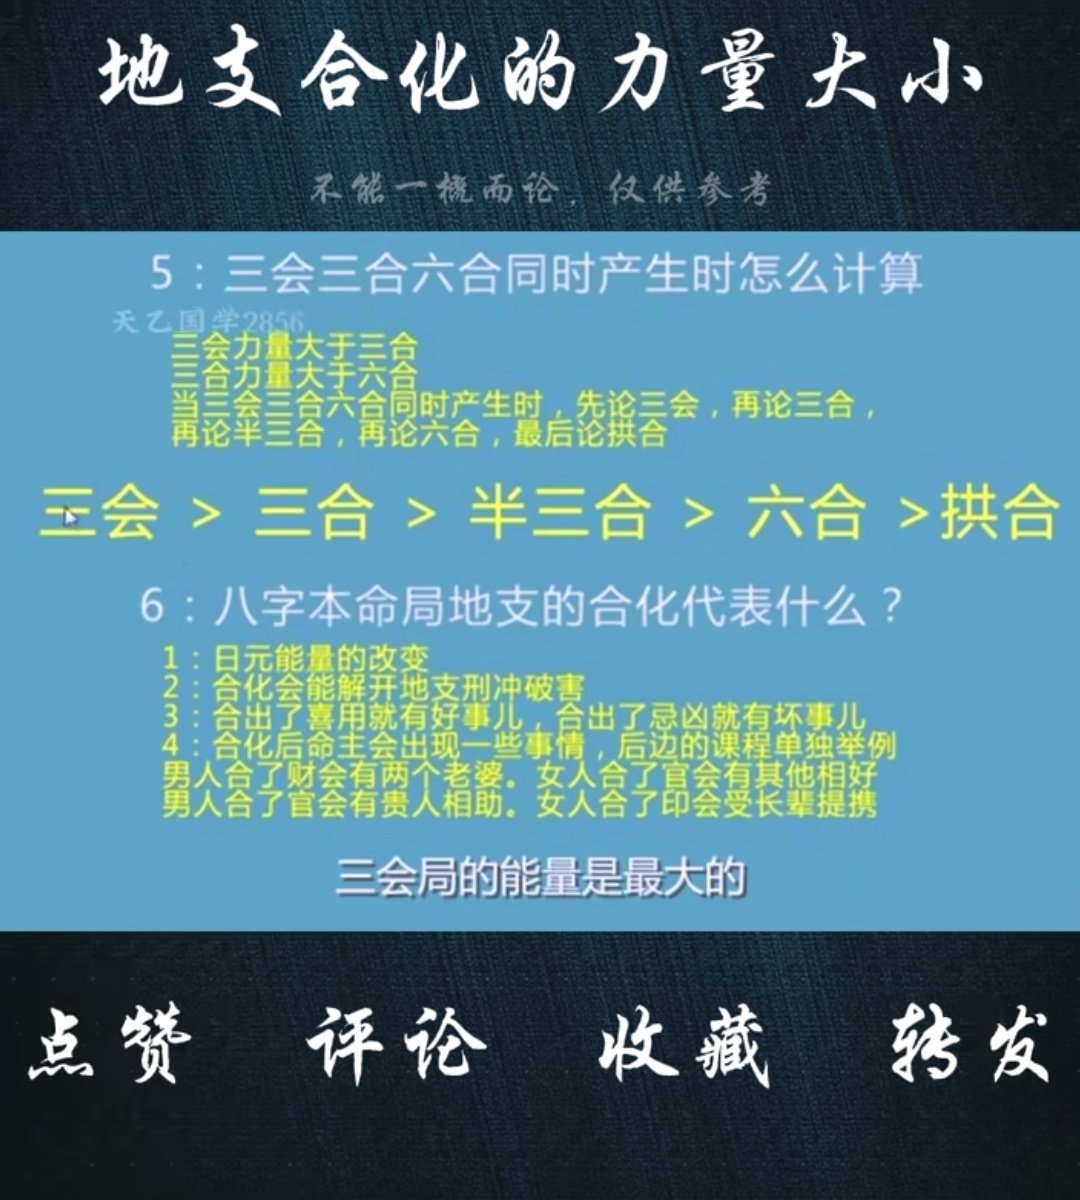 地支合化的力量大小
不能一概而论，仅供参考
5：三会三合六合同时产生时怎么计算
天乙国学2856
三会力量大于三合
三合力量大于六合
当三会三合六合同时产生时，先论三会，再论三合，
再论半三合，再论六合，最后论拱合
三会 > 三合 > 半三合 > 六合 >拱合
6：八字本命局地支的合化代表什么？
1：日元能量的改变
2：合化会能解开地支刑冲破害
3：合出了喜用就有好事儿，合出了忌凶就有坏事儿
4：合化后命主会出现一些事情，后边的课程单独举例
男人合了财会有两个老婆。女人合了官会有其他相好
男人合了官会有贵人相助。女人合了印会受长辈提携
三会局的能量是最大的
点赞 评论 收藏 转发